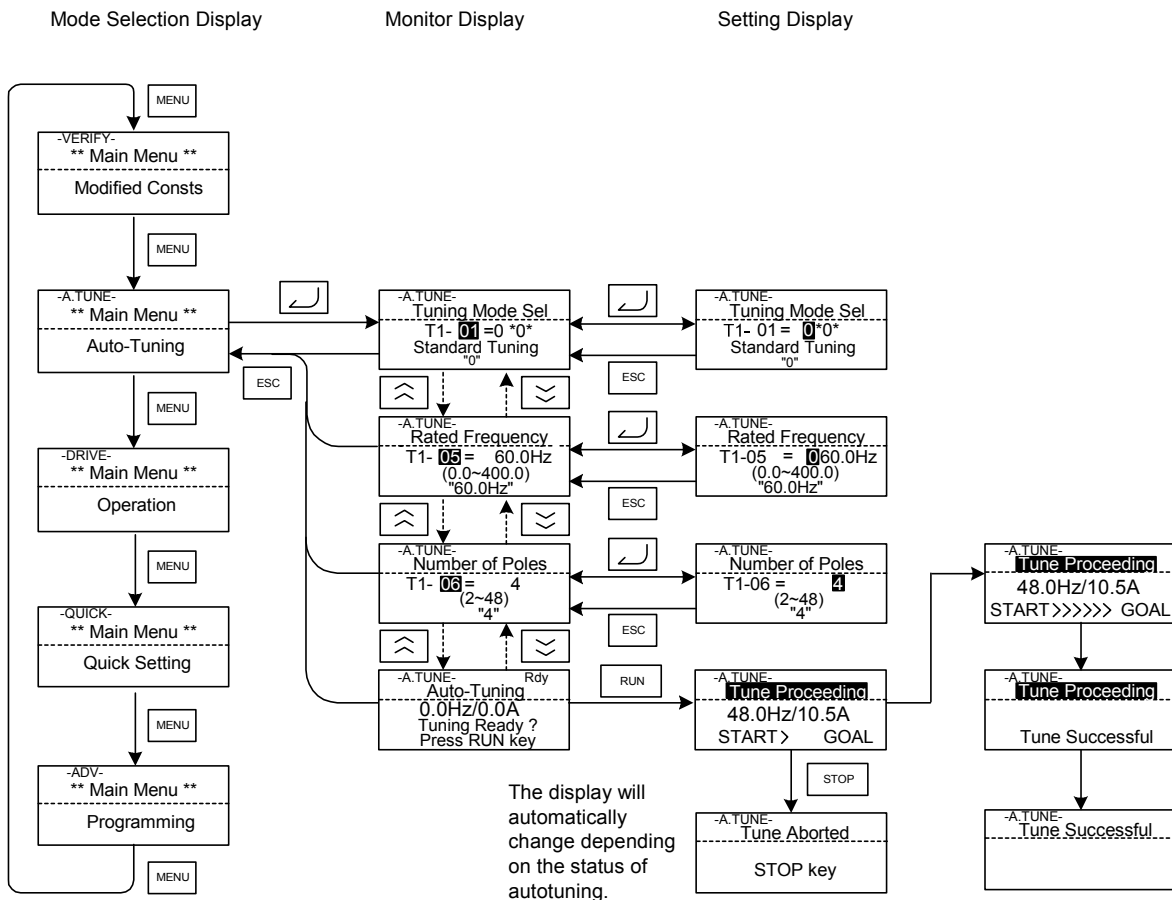 Mode Selection Display
Monitor Display
Setting Display
MENU
-VERIFY-
** Main Menu **
Modified Consts
MENU
-A.TUNE-
** Main Menu **
Auto-Tuning
MENU
-DRIVE-
** Main Menu **
Operation
MENU
-QUICK-
** Main Menu **
Quick Setting
MENU
-ADV-
** Main Menu **
Programming
MENU
ESC
-A.TUNE-
Tuning Mode Sel
T1- 01 =0 *0*
Standard Tuning
"0"
ESC
-A.TUNE-
Tuning Mode Sel
T1- 01 = 0*0*
Standard Tuning
"0"
-A.TUNE-
Rated Frequency
T1- 05 = 60.0Hz
(0.0~400.0)
"60.0Hz"
ESC
-A.TUNE-
Rated Frequency
T1-05 = 060.0Hz
(0.0~400.0)
"60.0Hz"
-A.TUNE-
Number of Poles
T1- 06 = 4
(2~48)
"4"
ESC
-A.TUNE-
Number of Poles
T1-06 = 4
(2~48)
"4"
-A.TUNE- Rdy
Auto-Tuning
0.0Hz/0.0A
Tuning Ready ?
Press RUN key
RUN
-A.TUNE-
Tune Proceeding
48.0Hz/10.5A
START> GOAL
STOP
-A.TUNE-
Tune Aborted
STOP key
-A.TUNE-
Tune Proceeding
48.0Hz/10.5A
START>>>>>> GOAL
-A.TUNE-
Tune Proceeding
Tune Successful
-A.TUNE-
Tune Successful
The display will
automatically
change depending
on the status of
autotuning.